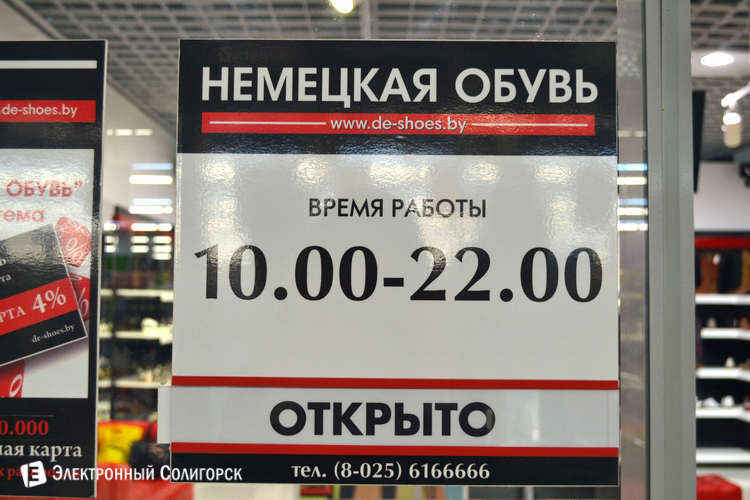 НЕМЕЦКАЯ ОБУВЬ
www.de-shoes.by
ВРЕМЯ РАБОТЫ
10.00-22.00
ОТКРЫТО
тел. (8-025) 6166666
de-shoes.by
ОБУВЬ"
4%
de-shoes.by
карта
Электронный Солигорск